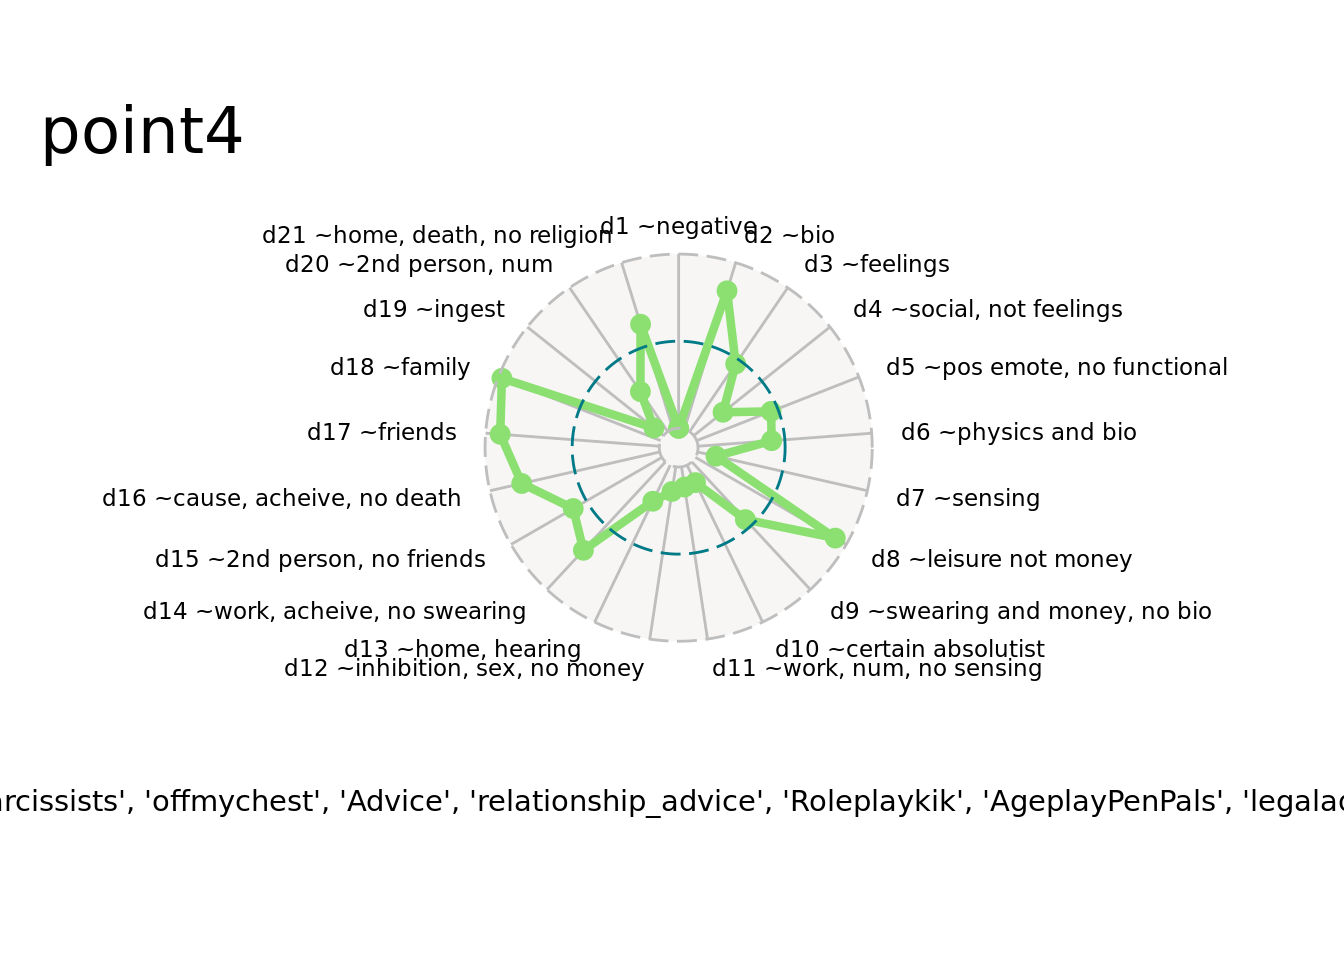 point4
d1 ~negative
d2 ~bio
d3 ~feelings
d4 ~social, not feelings
d5 ~pos emote, no functional
d6 ~physics and bio
d7 ~sensing
d8 ~leisure not money
d9 ~swearing and money, no bio
d10 ~certain absolutist
d11 ~work, num, no sensing
d12 ~inhibition, sex, no money
d13 ~home, hearing
d14 ~work, acheive, no swearing
d15 ~2nd person, no friends
d16 ~cause, acheive, no death
d17 ~friends
d18 ~family
d19 ~ingest
d20 ~2nd person, num
d21 ~home, death, no religion
rcissists', 'offmychest', 'Advice', 'relationship_advice', 'Roleplaykik', 'AgeplayPenPals', 'legala